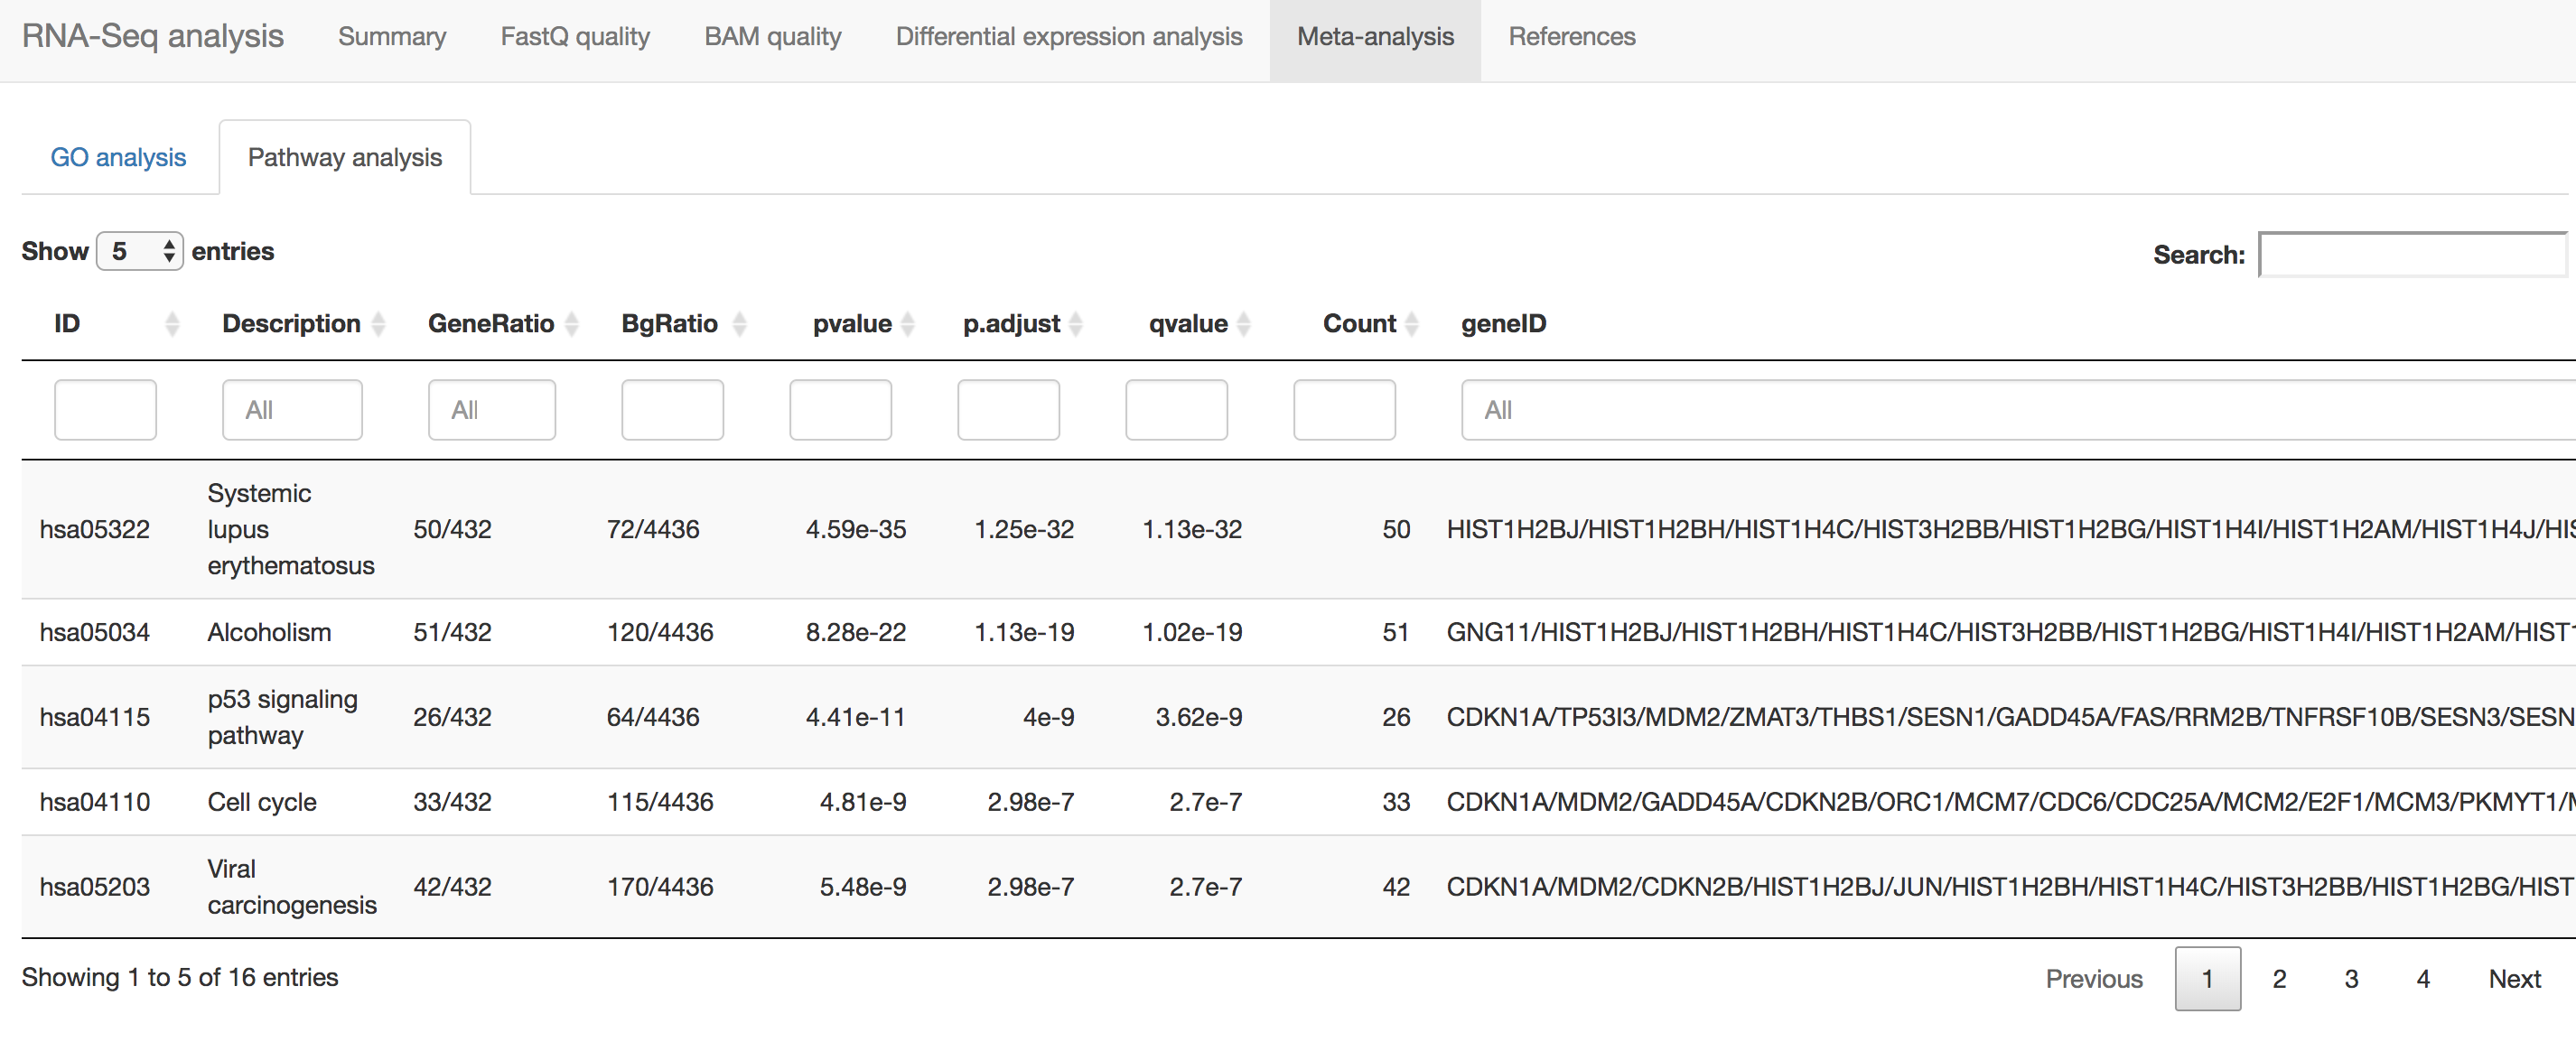 RNA-Seq analysis Summary FastQ quality BAM quality Differential expression analysis Meta-analysis References
GO analysis Pathway analysis
Show 5 entries Search:
ID Description GeneRatio BgRatio pvalue p.adjust qvalue Count geneID
All All All
hsa05322 Systemic lupus erythematosus 50/432 72/4436 4.59e-35 1.25e-32 1.13e-32 50 HIST1H2BJ/HIST1H2BH/HIST1H4C/HIST3H2BB/HIST1H2BG/HIST1H4I/HIST1H2AM/HIST1H4J/HIS
hsa05034 Alcoholism 51/432 120/4436 8.28e-22 1.13e-19 1.02e-19 51 GNG11/HIST1H2BJ/HIST1H2BH/HIST1H4C/HIST3H2BB/HIST1H2BG/HIST1H4I/HIST1H2AM/HIST1
hsa04115 p53 signaling pathway 26/432 64/4436 4.41e-11 4e-9 3.62e-9 26 CDKN1A/TP53I3/MDM2/ZMAT3/THBS1/SESN1/GADD45A/FAS/RRM2B/TNFRSF10B/SESN3/SESN
hsa04110 Cell cycle 33/432 115/4436 4.81e-9 2.98e-7 2.7e-7 33 CDKN1A/MDM2/GADD45A/CDKN2B/ORC1/MCM7/CDC6/CDC25A/MCM2/E2F1/MCM3/PKMYT1/M
hsa05203 Viral carcinogenesis 42/432 170/4436 5.48e-9 2.98e-7 2.7e-7 42 CDKN1A/MDM2/CDKN2B/HIST1H2BJ/JUN/HIST1H2BH/HIST1H4C/HIST3H2BB/HIST1H2BG/HIST
Showing 1 to 5 of 16 entries Previous 1 2 3 4 Next